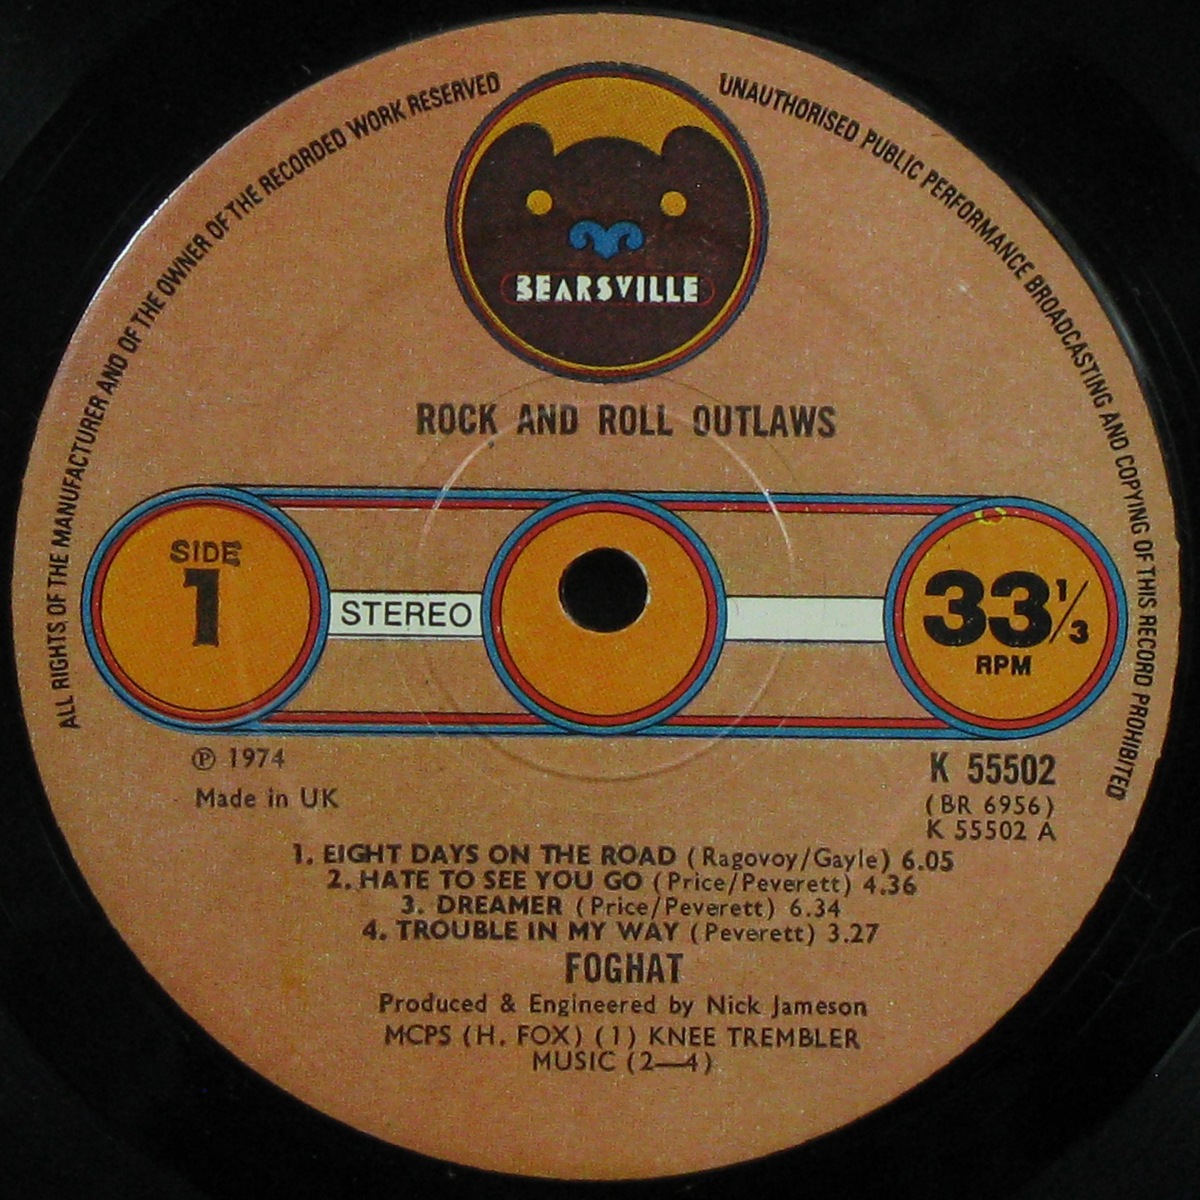 ALL RIGHTS OF THE MANUFACTURER AND OF THE OWNER OF THE RECORDED WORK RESERVED
UNAUTHORISED PUBLIC PERFORMANCE BROADCASTING AND COPYING OF THIS RECORD PROHIBITED
BEARSVILLE
ROCK AND ROLL OUTLAWS
SIDE
1
STEREO
33 1/3
RPM
℗ 1974
Made in UK
K 55502
(BR 6956)
K 55502 A
1. EIGHT DAYS ON THE ROAD (Ragovoy/Gayle) 6.05
2. HATE TO SEE YOU GO (Price/Peverett) 4.36
3. DREAMER (Price/Peverett) 6.34
4. TROUBLE IN MY WAY (Peverett) 3.27
FOGHAT
Produced & Engineered by Nick Jameson
MCPS (H. FOX) (1) KNEE TREMBLER
MUSIC (2—4)